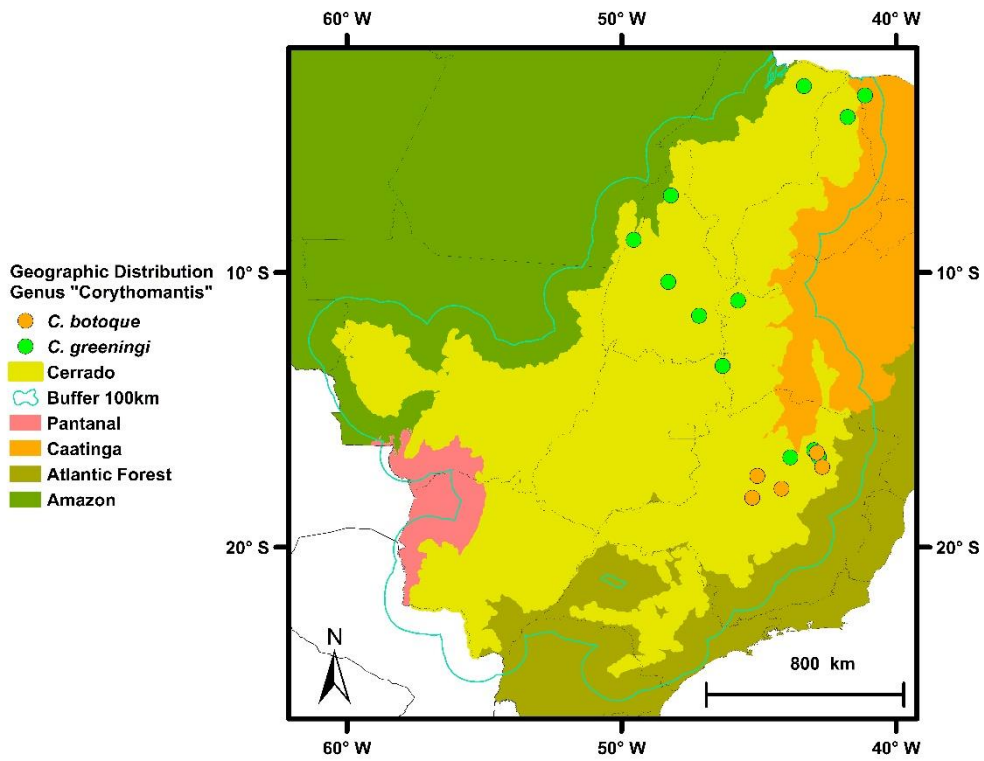 60° W 50° W 40° W
10° S 10° S
Geographic Distribution
Genus "Corythomantis"
C. botoque
C. greeningi
Cerrado
Buffer 100km
Pantanal
Caatinga
Atlantic Forest
Amazon
20° S 20° S
N
800 km
60° W 50° W 40° W